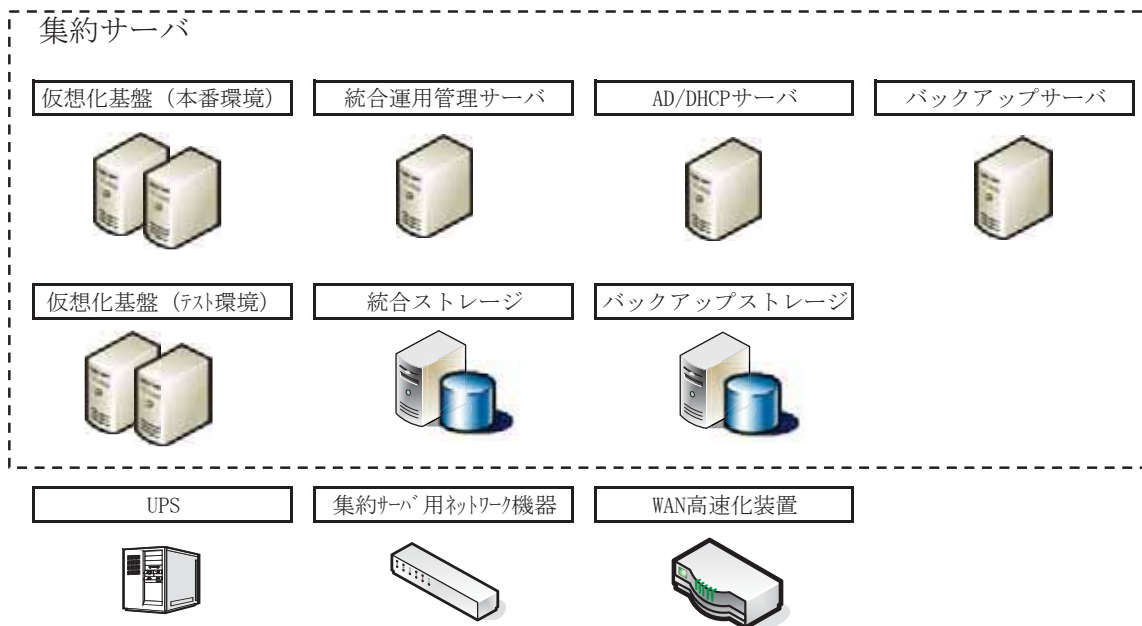 集約サーバ
仮想化基盤（本番環境）
統合運用管理サーバ
AD/DHCPサーバ
バックアップサーバ
仮想化基盤（ﾃｽﾄ環境）
統合ストレージ
バックアップストレージ
UPS
集約ｻｰﾊﾞ用ﾈｯﾄﾜｰｸ機器
WAN高速化装置